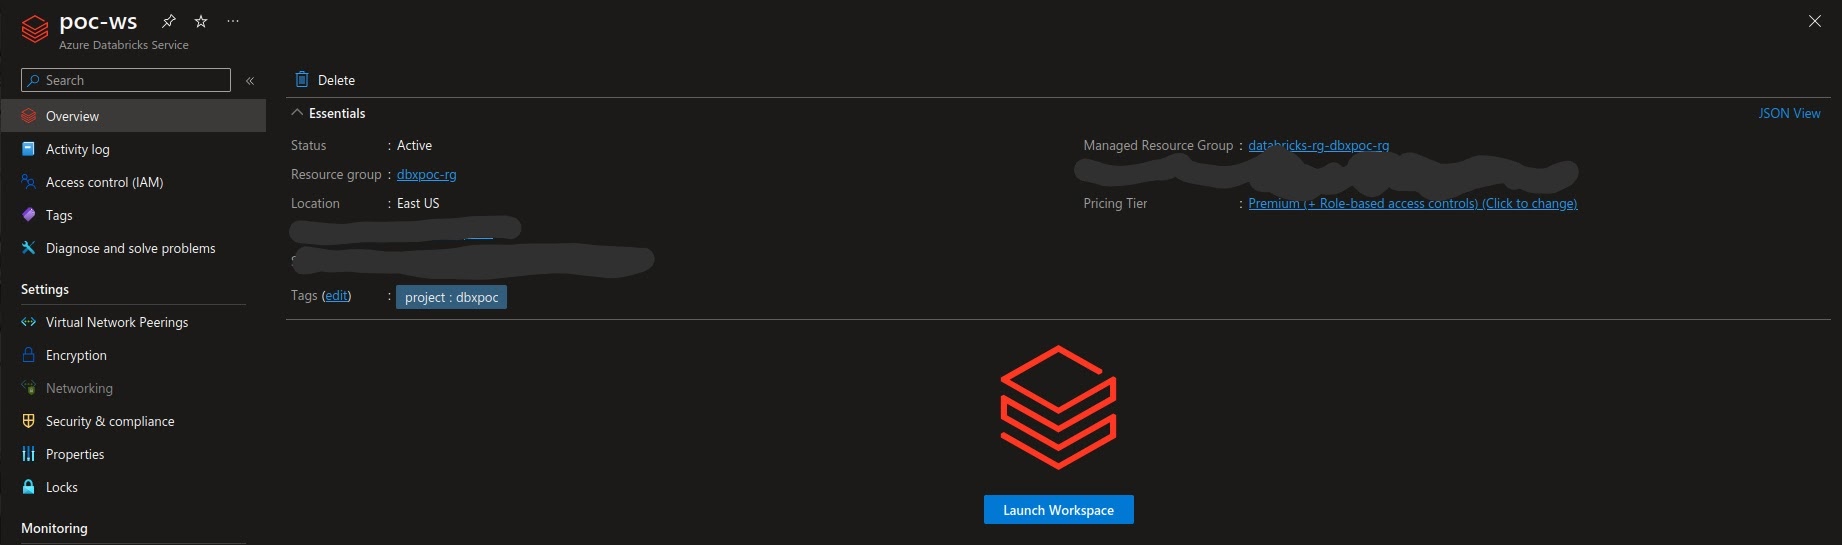 poc-ws
Azure Databricks Service
Search
Overview
Activity log
Access control (IAM)
Tags
Diagnose and solve problems
Settings
Virtual Network Peerings
Encryption
Networking
Security & compliance
Properties
Locks
Monitoring
Delete
Essentials
JSON View
Status : Active
Resource group : dbxpoc-rg
Location : East US
Tags (edit) : project : dbxpoc
Managed Resource Group : databricks-rg-dbxpoc-rg
Pricing Tier : Premium (+ Role-based access controls) (Click to change)
Launch Workspace